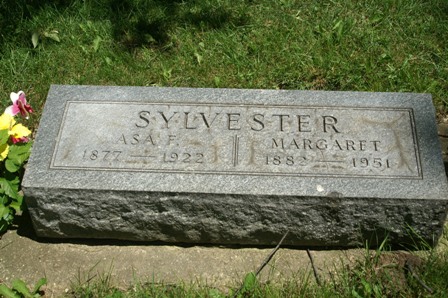 SYLVESTER
ASA F. MARGARET
1877 — 1922 1882 — 1951